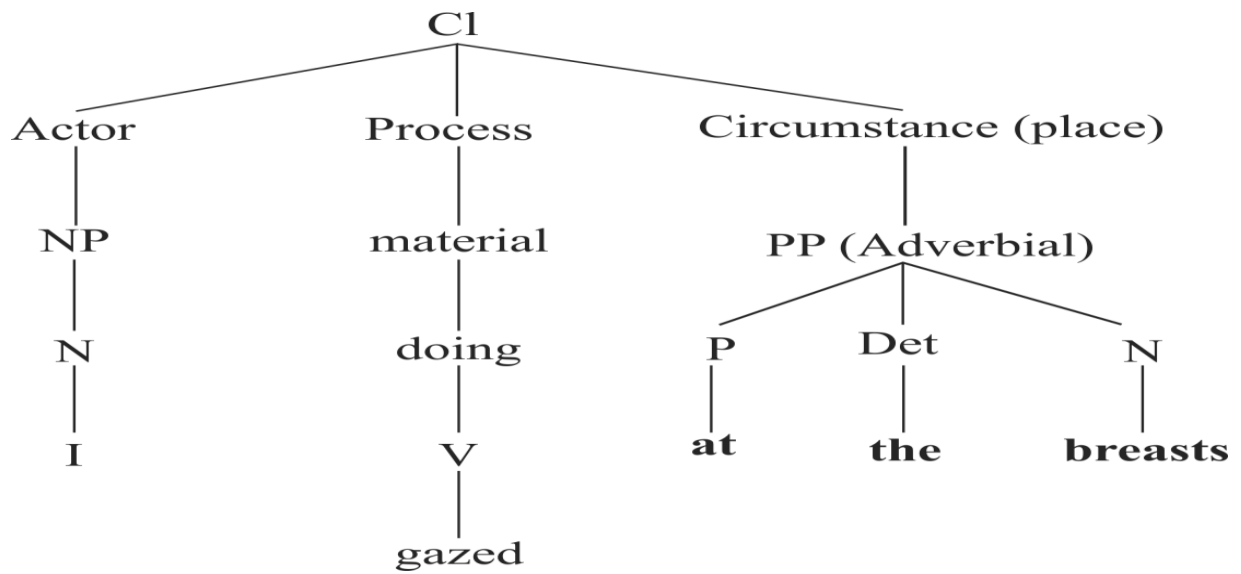 Cl
Actor Process Circumstance (place)
NP material PP (Adverbial)
N doing P Det N
I V at the breasts
gazed